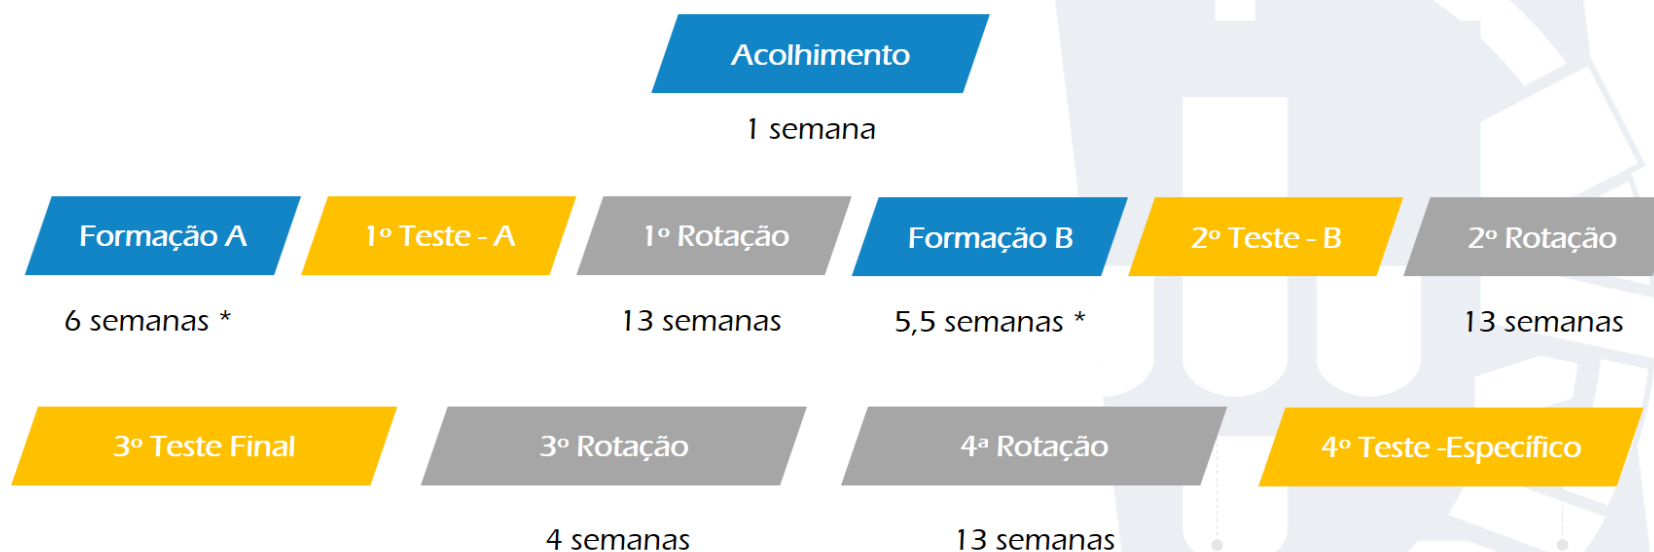 Acolhimento
1 semana
Formação A
1º Teste - A
1º Rotação
Formação B
2º Teste - B
2º Rotação
6 semanas *
13 semanas
5,5 semanas *
13 semanas
3º Teste Final
3º Rotação
4ª Rotação
4º Teste -Específico
4 semanas
13 semanas